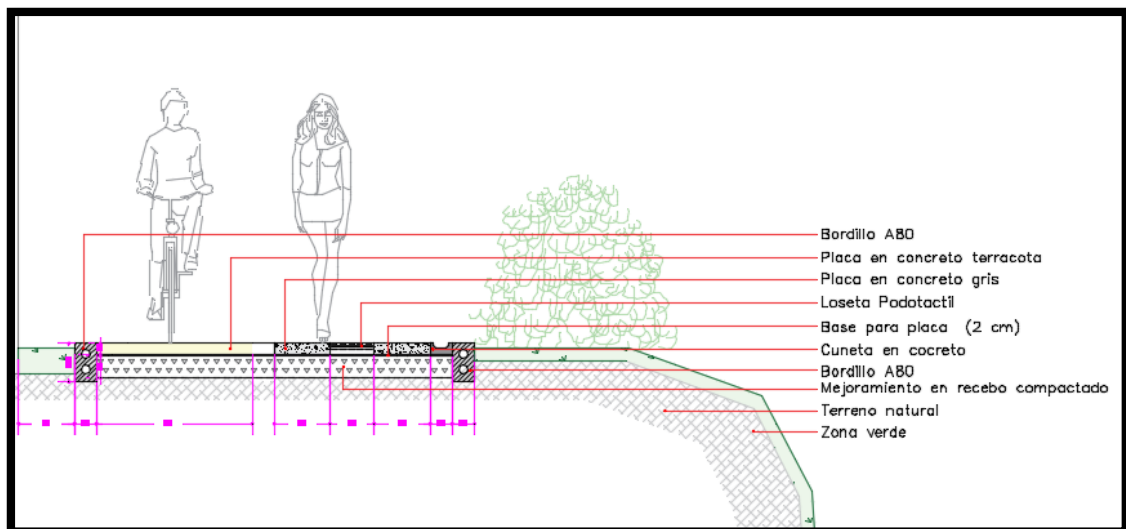 Bordillo A80
Placa en concreto terracota
Placa en concreto gris
Loseta Podotactil
Base para placa (2 cm)
Cuneta en cocreto
Bordillo A80
Mejoramiento en recebo compactado
Terreno natural
Zona verde